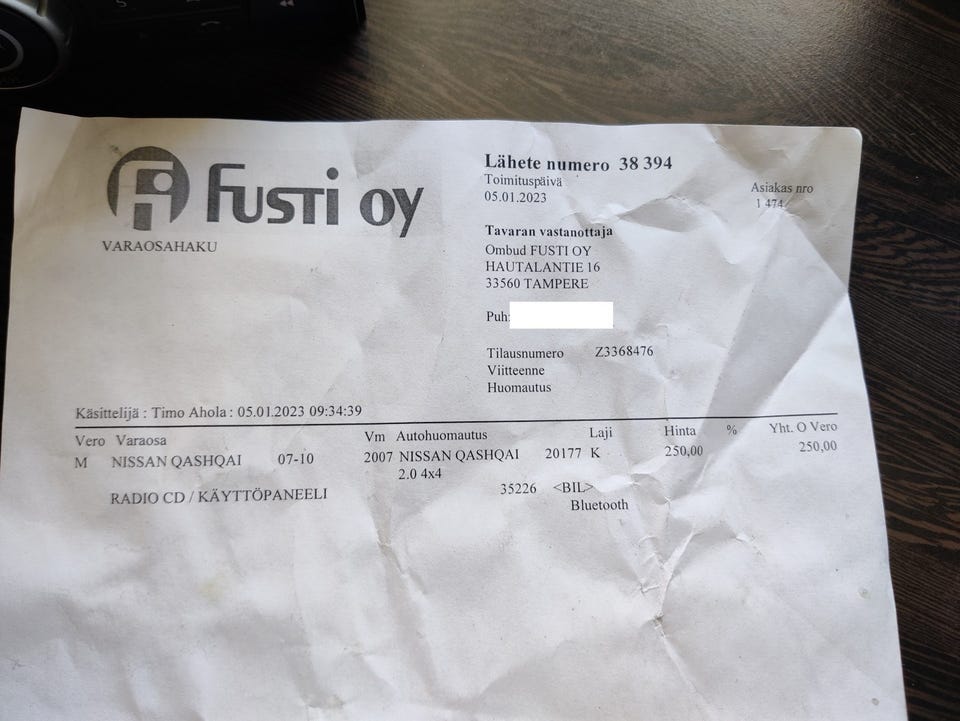 Fi
Fusti oy
VARAOSAHAKU
Lähete numero 38 394
Toimituspäivä
05.01.2023
Asiakas nro
1 474
Tavaran vastanottaja
Ombud FUSTI OY
HAUTALANTIE 16
33560 TAMPERE
Puh:
Tilausnumero Z3368476
Viitteenne
Huomautus
Käsittelijä : Timo Ahola : 05.01.2023 09:34:39
Vero Varaosa Vm Autohuomautus Laji Hinta % Yht. O Vero
M NISSAN QASHQAI 07-10 2007 NISSAN QASHQAI 20177 K 250,00 250,00
2.0 4x4
RADIO CD / KÄYTTÖPANEELI 35226 <BIL>
Bluetooth